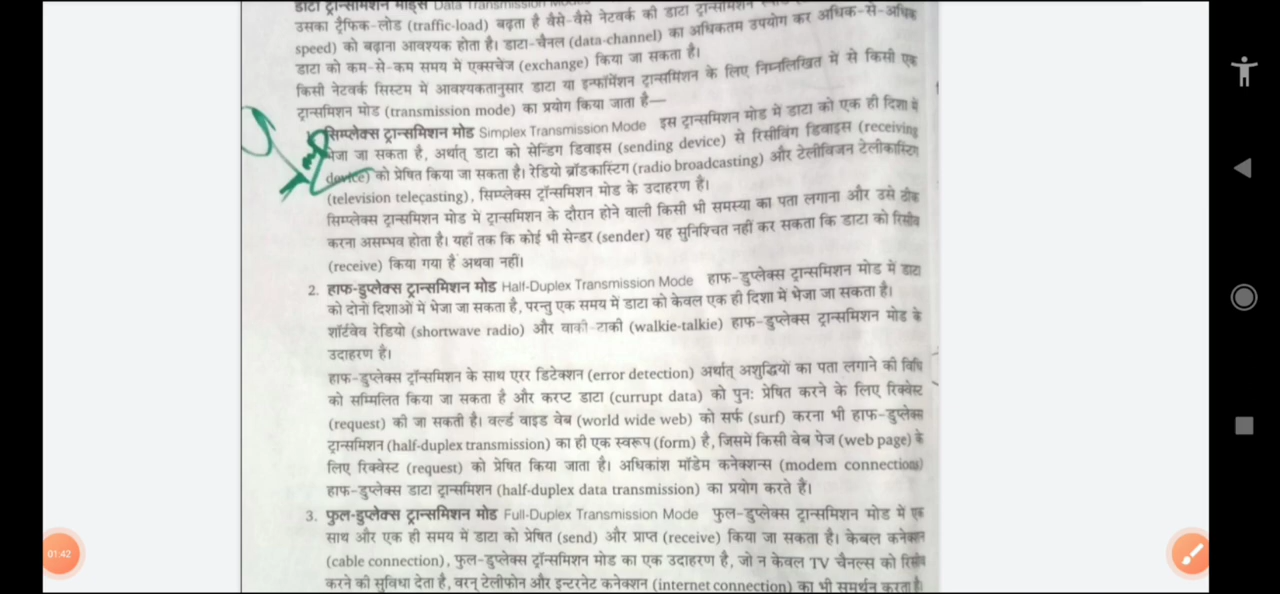 डाटा ट्रान्समिशन मोड्स Data Transmission Modes
उसका ट्रैफिक-लोड (traffic-load) बढ़ता है वैसे-वैसे नेटवर्क की डाटा ट्रान्समिशन
speed) को बढ़ाना आवश्यक होता है। डाटा-चैनल (data-channel) का अधिकतम उपयोग कर अधिक-से-अधिक
डाटा को कम-से-कम समय में एक्सचेंज (exchange) किया जा सकता है।
किसी नेटवर्क सिस्टम में आवश्यकतानुसार डाटा या इन्फॉर्मेशन ट्रान्समिशन के लिए निम्नलिखित में से किसी एक
ट्रान्समिशन मोड (transmission mode) का प्रयोग किया जाता है—
सिम्प्लेक्स ट्रान्समिशन मोड Simplex Transmission Mode इस ट्रान्समिशन मोड में डाटा को एक ही दिशा में
भेजा जा सकता है, अर्थात् डाटा को सेन्डिंग डिवाइस (sending device) से रिसीविंग डिवाइस (receiving
device) को प्रेषित किया जा सकता है। रेडियो ब्रॉडकास्टिंग (radio broadcasting) और टेलीविजन टेलीकास्टिंग
(television telecasting), सिम्प्लेक्स ट्रॉन्समिशन मोड के उदाहरण है।
सिम्प्लेक्स ट्रान्समिशन मोड में ट्रान्समिशन के दौरान होने वाली किसी भी समस्या का पता लगाना और उसे ठीक
करना असम्भव होता है। यहाँ तक कि कोई भी सेन्डर (sender) यह सुनिश्चित नहीं कर सकता कि डाटा को रिसीव
(receive) किया गया है अथवा नहीं।
2. हाफ-डुप्लेक्स ट्रान्समिशन मोड Half-Duplex Transmission Mode हाफ-डुप्लेक्स ट्रान्समिशन मोड में डाटा
को दोनों दिशाओं में भेजा जा सकता है, परन्तु एक समय में डाटा को केवल एक ही दिशा में भेजा जा सकता है।
शॉर्टवेव रेडियो (shortwave radio) और वाकी-टाकी (walkie-talkie) हाफ-डुप्लेक्स ट्रान्समिशन मोड के
उदाहरण है।
हाफ-डुप्लेक्स ट्रॉन्समिशन के साथ एरर डिटेक्शन (error detection) अर्थात् अशुद्धियों का पता लगाने की विधि
को सम्मिलित किया जा सकता है और करप्ट डाटा (currupt data) को पुन: प्रेषित करने के लिए रिक्वेस्ट
(request) की जा सकती है। वर्ल्ड वाइड वेब (world wide web) को सर्फ (surf) करना भी हाफ-डुप्लेक्स
ट्रान्समिशन (half-duplex transmission) का ही एक स्वरूप (form) है, जिसमें किसी वेब पेज (web page) के
लिए रिक्वेस्ट (request) को प्रेषित किया जाता है। अधिकांश मॉडेम कनेक्शन्स (modem connections)
हाफ-डुप्लेक्स डाटा ट्रान्समिशन (half-duplex data transmission) का प्रयोग करते हैं।
3. फुल-डुप्लेक्स ट्रान्समिशन मोड Full-Duplex Transmission Mode फुल-डुप्लेक्स ट्रान्समिशन मोड में एक
साथ और एक ही समय में डाटा को प्रेषित (send) और प्राप्त (receive) किया जा सकता है। केबल कनेक्शन
(cable connection), फुल-डुप्लेक्स ट्रॉन्समिशन मोड का एक उदाहरण है, जो न केवल TV चैनल्स को रिसीव
करने की सुविधा देता है, वरन् टेलीफोन और इन्टरनेट कनेक्शन (internet connection) का भी समर्थन करता है।
01:42